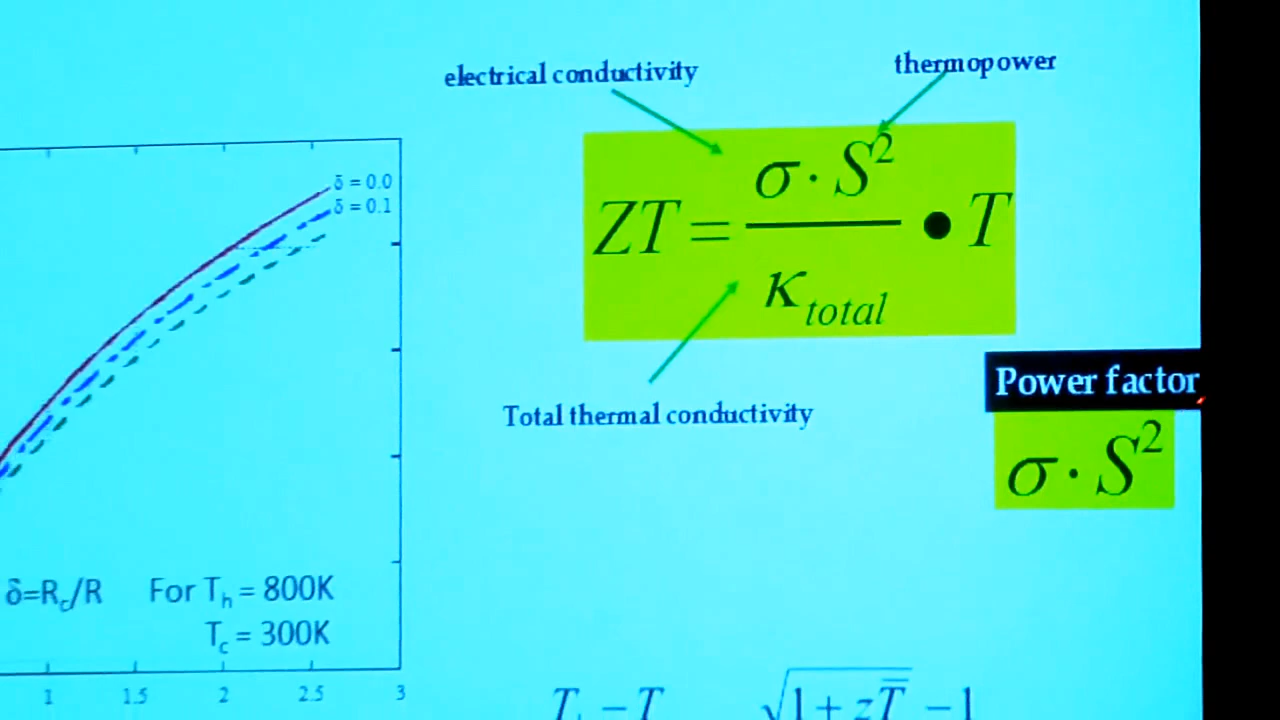 electrical conductivity
thermopower
δ = 0.0
δ = 0.1
ZT = σ · S² / κ_total • T
Total thermal conductivity
Power factor
σ · S²
δ=R_c/R For T_h = 800K
T_c = 300K
1 1.5 2 2.5 3
T – T √1 + zT̅ – 1